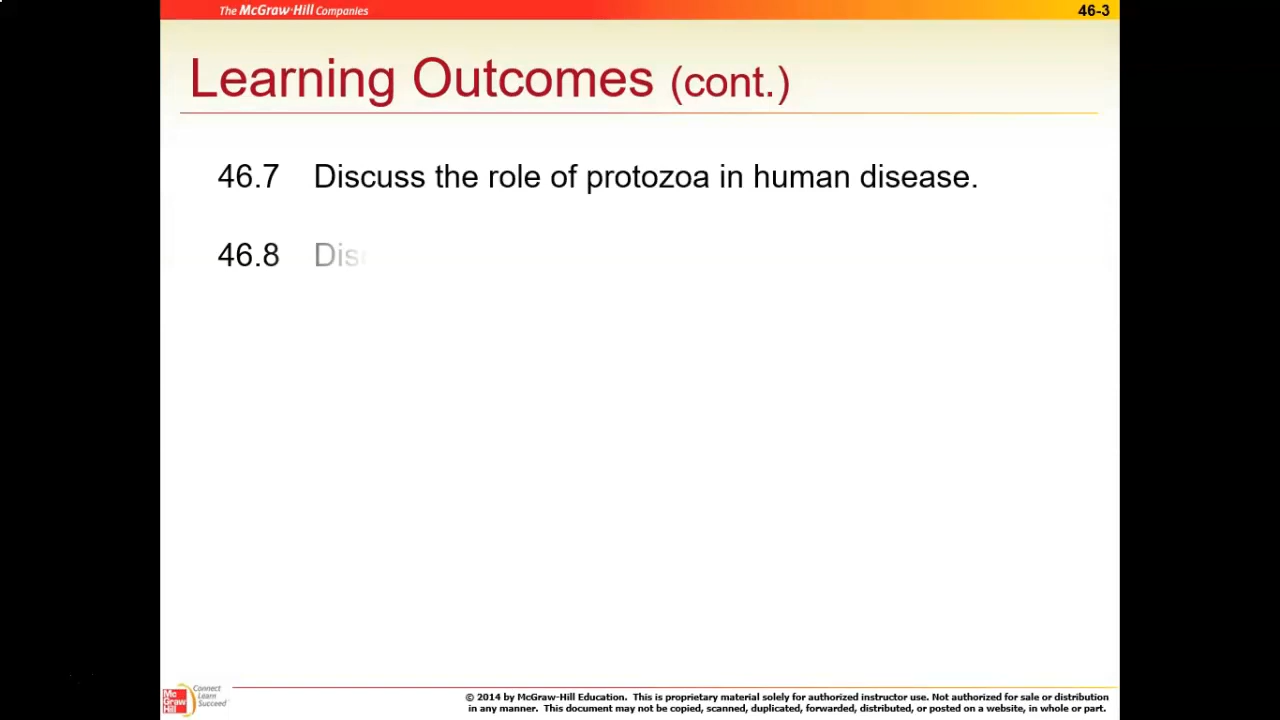 The McGraw-Hill Companies
46-3
Learning Outcomes (cont.)
46.7 Discuss the role of protozoa in human disease.
46.8 Dis
Mc
Graw
Hill
Connect
Learn
Succeed
© 2014 by McGraw-Hill Education. This is proprietary material solely for authorized instructor use. Not authorized for sale or distribution
in any manner. This document may not be copied, scanned, duplicated, forwarded, distributed, or posted on a website, in whole or part.